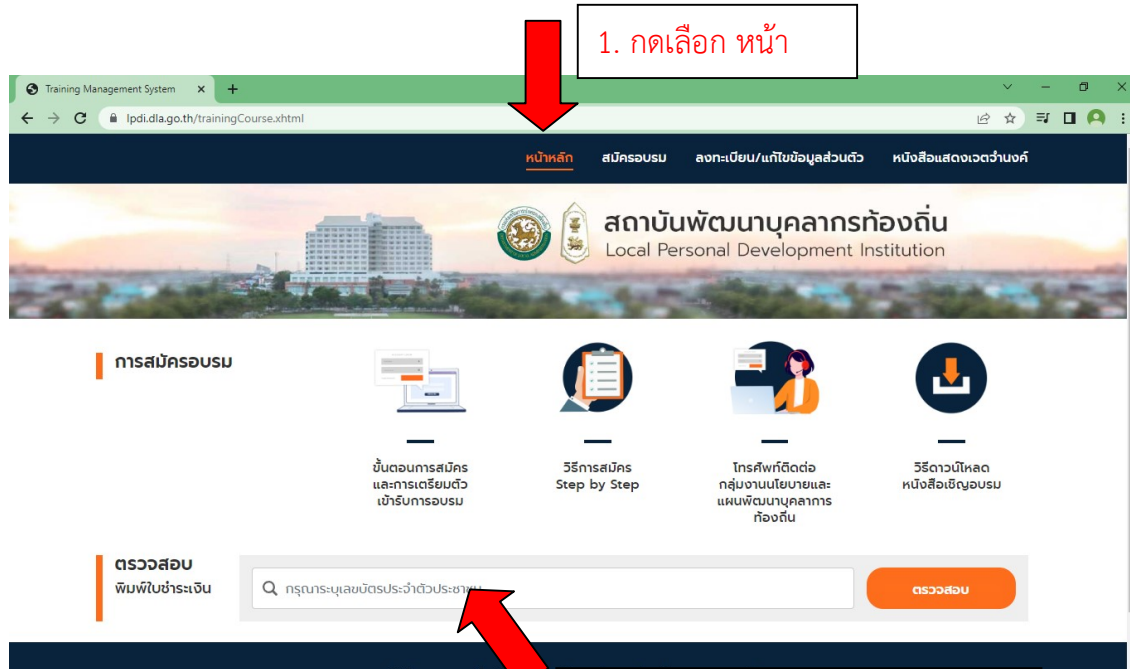 1. กดเลือก หน้า
Training Management System
lpdi.dla.go.th/trainingCourse.xhtml
หน้าหลัก สมัครอบรม ลงทะเบียน/แก้ไขข้อมูลส่วนตัว หนังสือแสดงเจตจำนงค์
สถาบันพัฒนาบุคลากรท้องถิ่น
Local Personal Development Institution
การสมัครอบรม
ขั้นตอนการสมัคร
และการเตรียมตัว
เข้ารับการอบรม
วิธีการสมัคร
Step by Step
โทรศัพท์ติดต่อ
กลุ่มงานนโยบายและ
แผนพัฒนาบุคลาการ
ท้องถิ่น
วิธีดาวน์โหลด
หนังสือเชิญอบรม
ตรวจสอบ
พิมพ์ใบชำระเงิน
กรุณาระบุเลขบัตรประจำตัวประชาชน
ตรวจสอบ